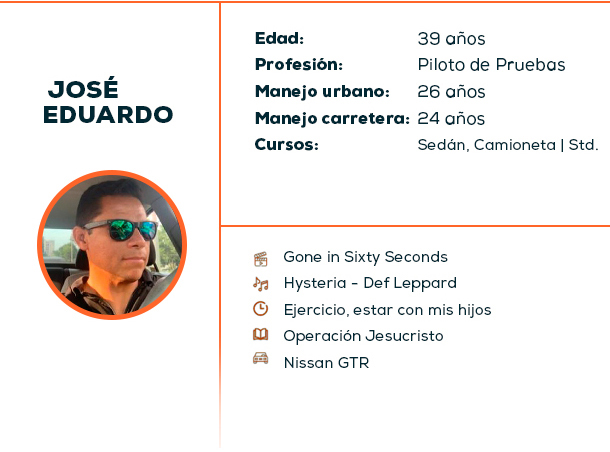 JOSÉ
EDUARDO
Edad: 39 años
Profesión: Piloto de Pruebas
Manejo urbano: 26 años
Manejo carretera: 24 años
Cursos: Sedán, Camioneta | Std.
Gone in Sixty Seconds
Hysteria - Def Leppard
Ejercicio, estar con mis hijos
Operación Jesucristo
Nissan GTR